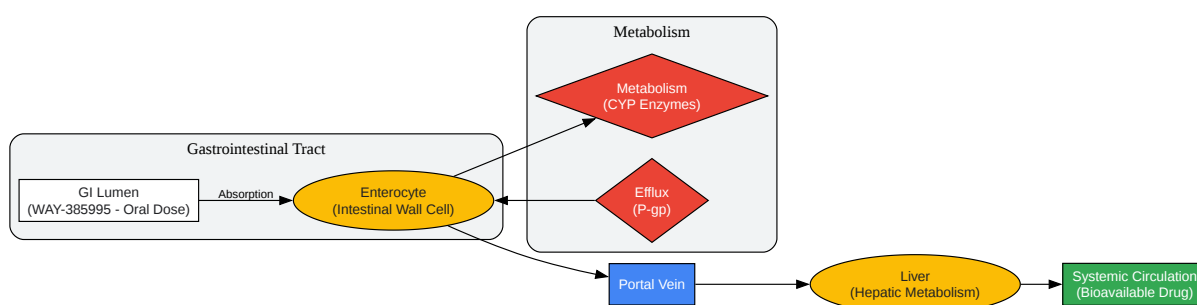 Metabolism
Metabolism
(CYP Enzymes)
Gastrointestinal Tract
GI Lumen
(WAY-385995 - Oral Dose)
Absorption
Enterocyte
(Intestinal Wall Cell)
Efflux
(P-gp)
Portal Vein
Liver
(Hepatic Metabolism)
Systemic Circulation
(Bioavailable Drug)